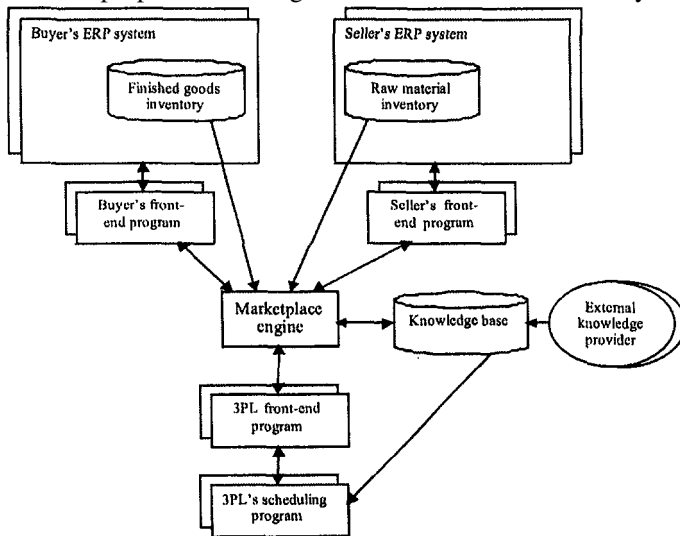 Buyer's ERP system
Finished goods
inventory
Seller's ERP system
Raw material
inventory
Buyer's front-
end program
Seller's front-
end program
Marketplace
engine
Knowledge base
External
knowledge
provider
3PL front-end
program
3PL's scheduling
program